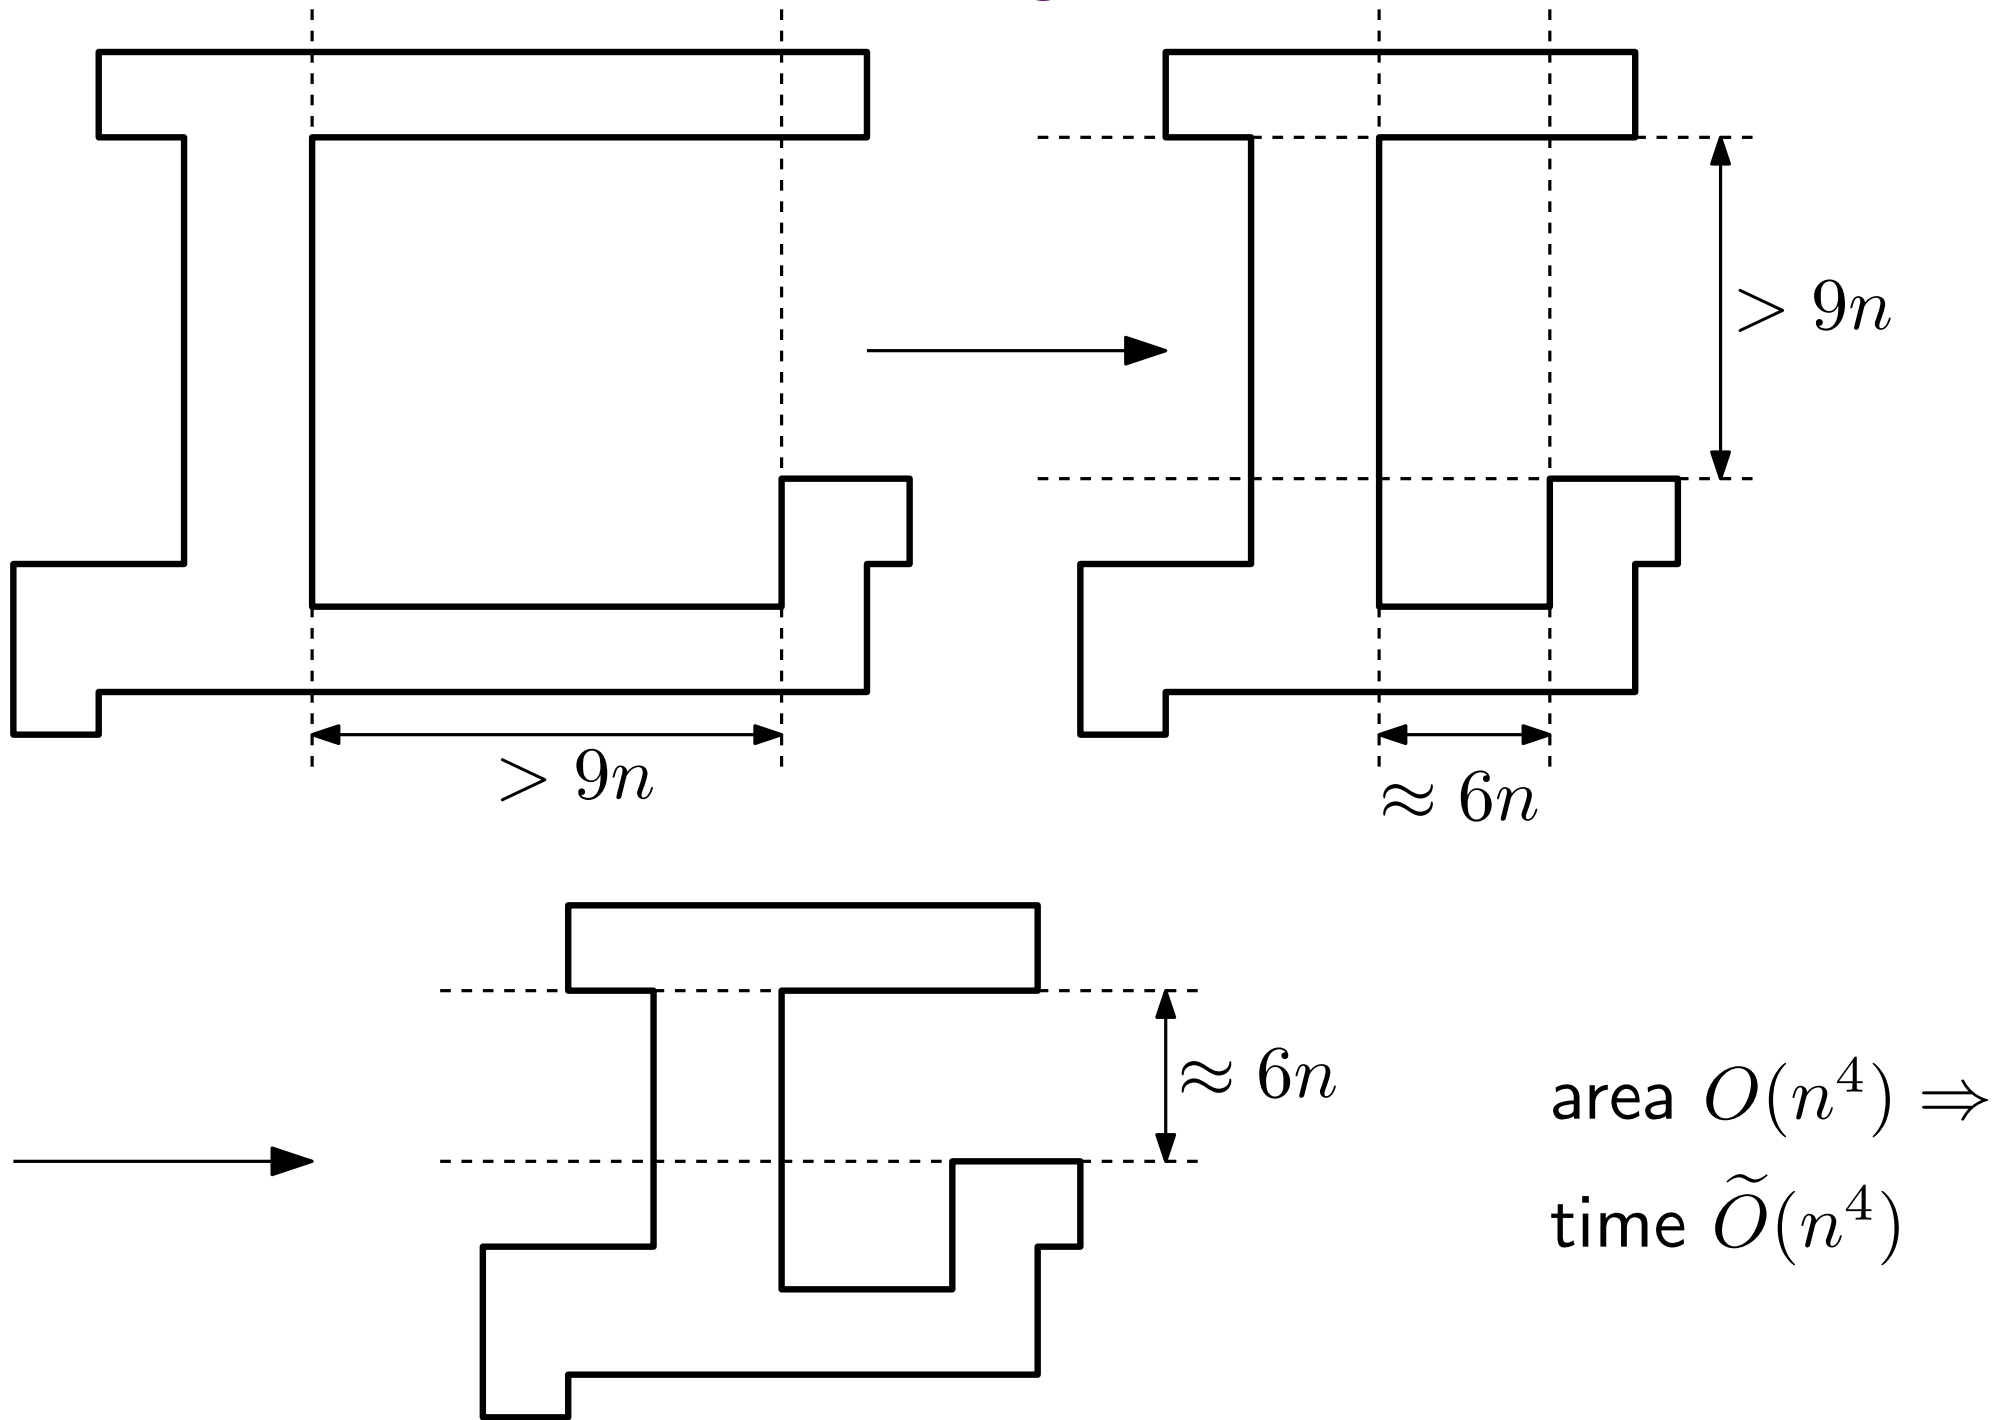 > 9n
> 9n
≈ 6n
≈ 6n
area O(n⁴) ⇒
time Õ(n⁴)